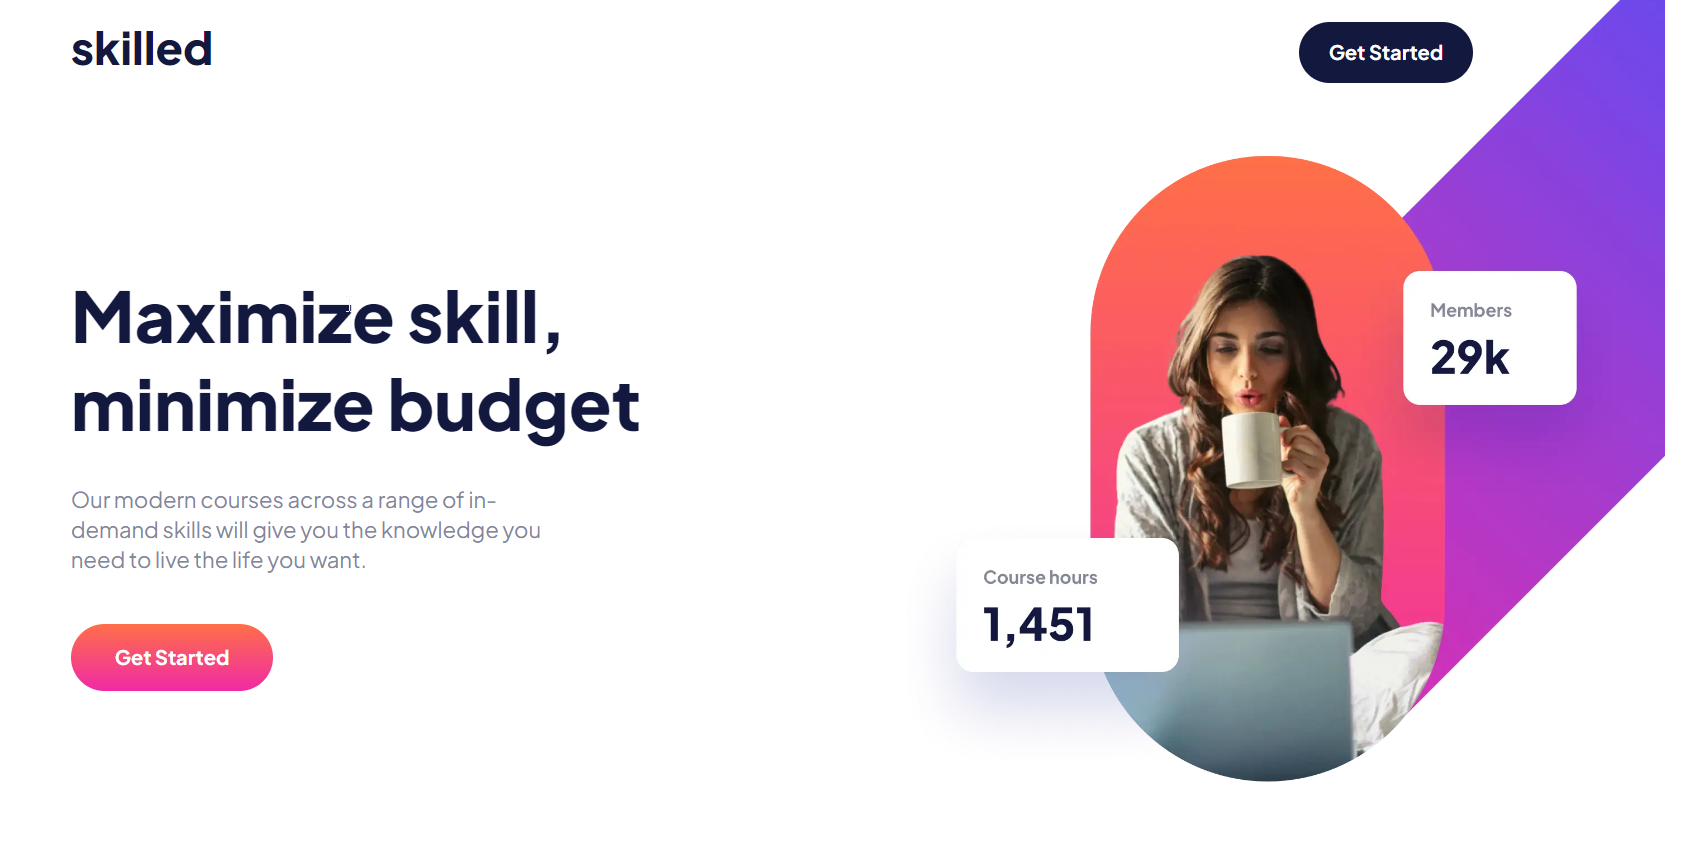 skilled
Get Started
Maximize skill,
minimize budget
Our modern courses across a range of in-
demand skills will give you the knowledge you
need to live the life you want.
Get Started
Members
29k
Course hours
1,451